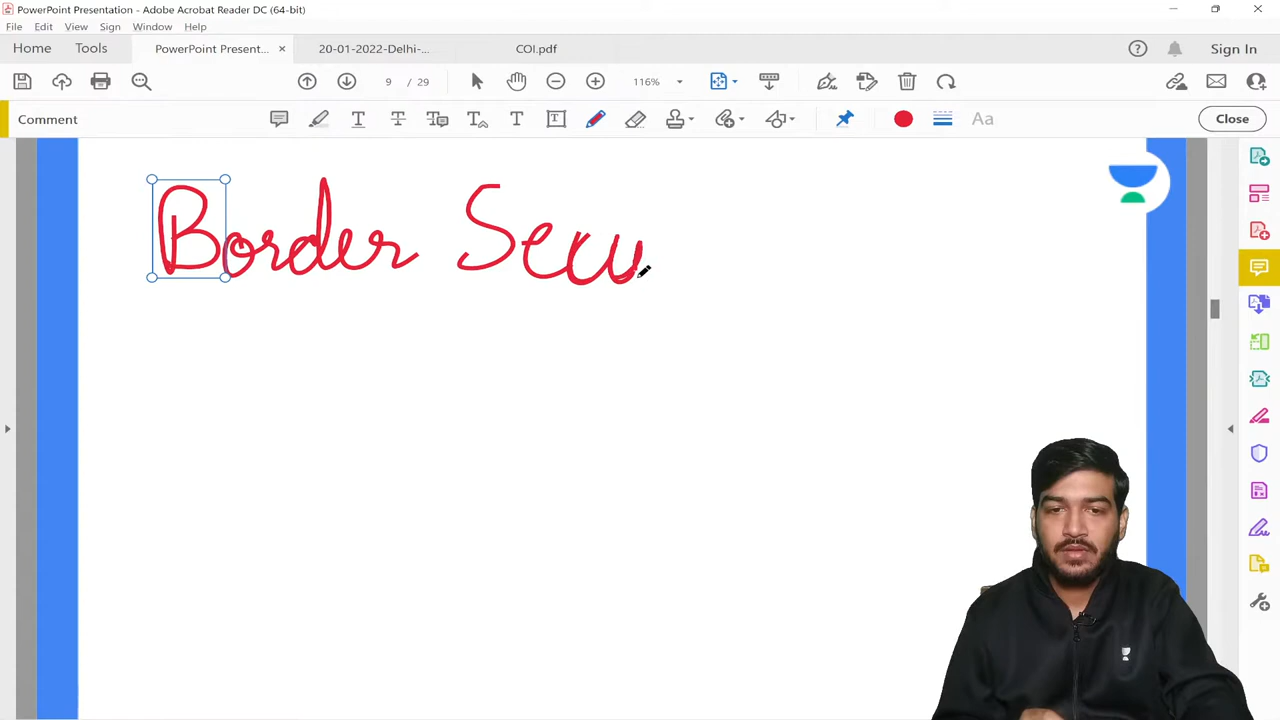 PowerPoint Presentation - Adobe Acrobat Reader DC (64-bit)
File Edit View Sign Window Help
Home Tools PowerPoint Present... × 20-01-2022-Delhi-... COI.pdf Sign In
9 / 29 116%
Comment T T T T T Aa Close
Border Secu